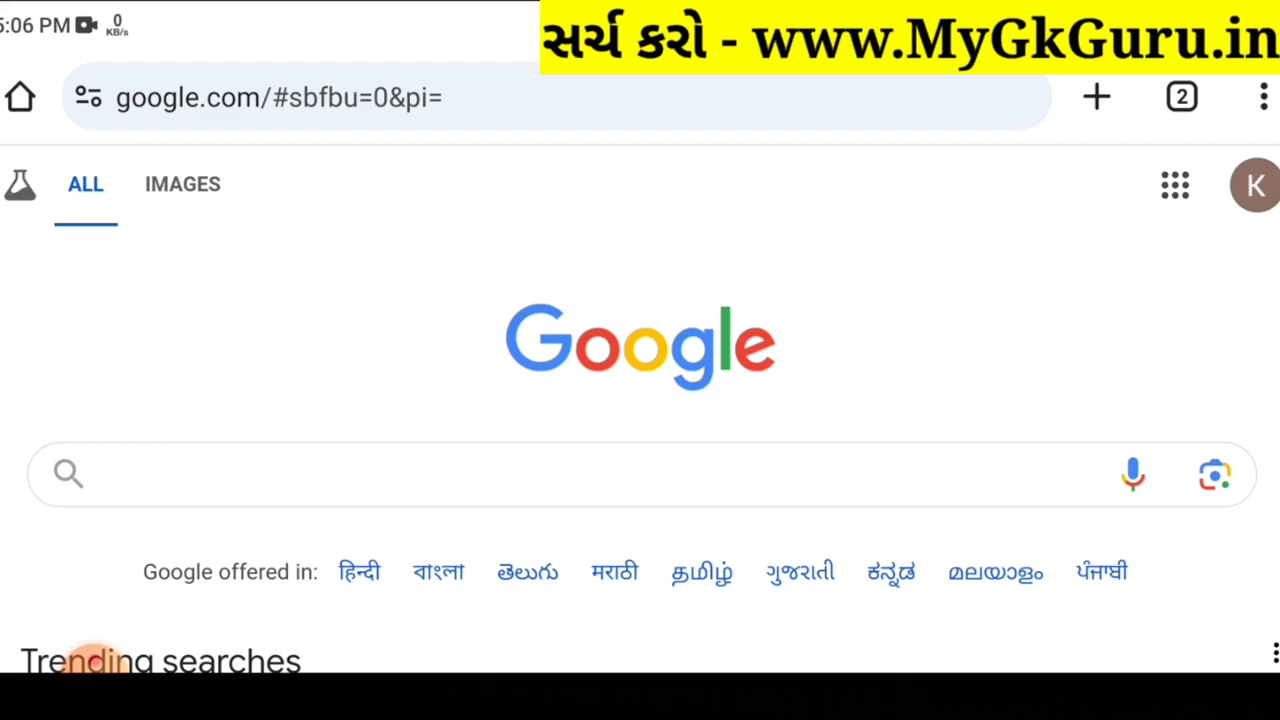 5:06 PM 0 KB/s
સર્ચ કરો - www.MyGkGuru.in
google.com/#sbfbu=0&pi=
2
ALL IMAGES
K
Google
Google offered in: हिन्दी বাংলা తెలుగు मराठी தமிழ் ગુજરાતી ಕನ್ನಡ മലയാളം ਪੰਜਾਬੀ
Trending searches